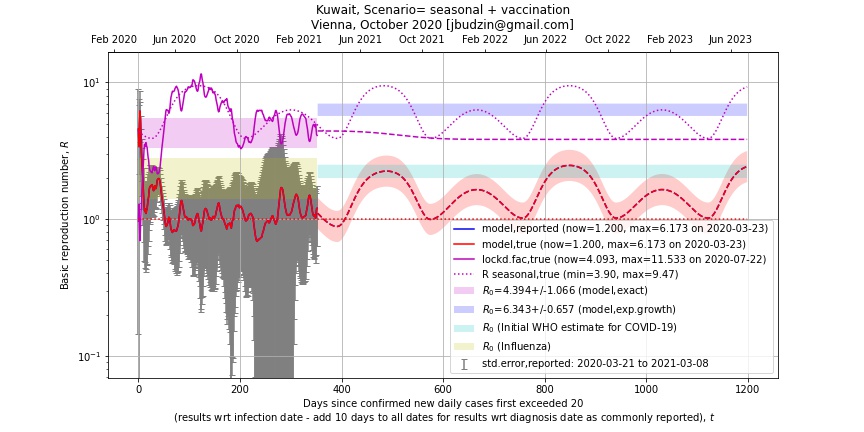 Kuwait, Scenario= seasonal + vaccination
Vienna, October 2020 [jbudzin@gmail.com]
Feb 2020 Jun 2020 Oct 2020 Feb 2021 Jun 2021 Oct 2021 Feb 2022 Jun 2022 Oct 2022 Feb 2023 Jun 2023
Basic reproduction number, R
10¹
10⁰
10⁻¹
model,reported (now=1.200, max=6.173 on 2020-03-23)
model,true (now=1.200, max=6.173 on 2020-03-23)
lockd.fac,true (now=4.093, max=11.533 on 2020-07-22)
R seasonal,true (min=3.90, max=9.47)
R₀=4.394+/-1.066 (model,exact)
R₀=6.343+/-0.657 (model,exp.growth)
R₀ (Initial WHO estimate for COVID-19)
R₀ (Influenza)
std.error,reported: 2020-03-21 to 2021-03-08
0 200 400 600 800 1000 1200
Days since confirmed new daily cases first exceeded 20
(results wrt infection date - add 10 days to all dates for results wrt diagnosis date as commonly reported), t